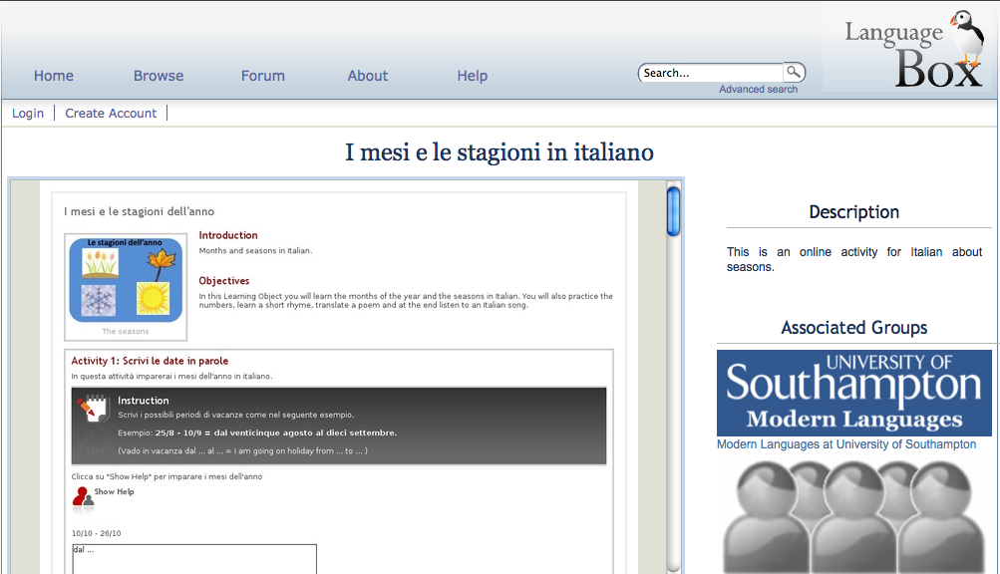 Language
Box
Home Browse Forum About Help
Search...
Advanced search
Login Create Account
I mesi e le stagioni in italiano
I mesi e le stagioni dell'anno
Le stagioni dell'anno
The seasons
Introduction
Months and seasons in Italian.
Objectives
In this Learning Object you will learn the months of the year and the seasons in Italian. You will also practice the
numbers, learn a short rhyme, translate a poem and at the end listen to an Italian song.
Activity 1: Scrivi le date in parole
In questa attività imparerai i mesi dell'anno in italiano.
Instruction
Scrivi i possibili periodi di vacanze come nel seguente esempio,
Esempio: 25/8 - 10/9 = dal venticinque agosto al dieci settembre.
(Vado in vacanza dal ... al ... = I am going on holiday from ... to ... )
Clicca su "Show Help" per imparare i mesi dell'anno
Show Help
10/10 - 26/10
dal ...
Description
This is an online activity for Italian about
seasons.
Associated Groups
UNIVERSITY OF
Southampton
Modern Languages
Modern Languages at University of Southampton